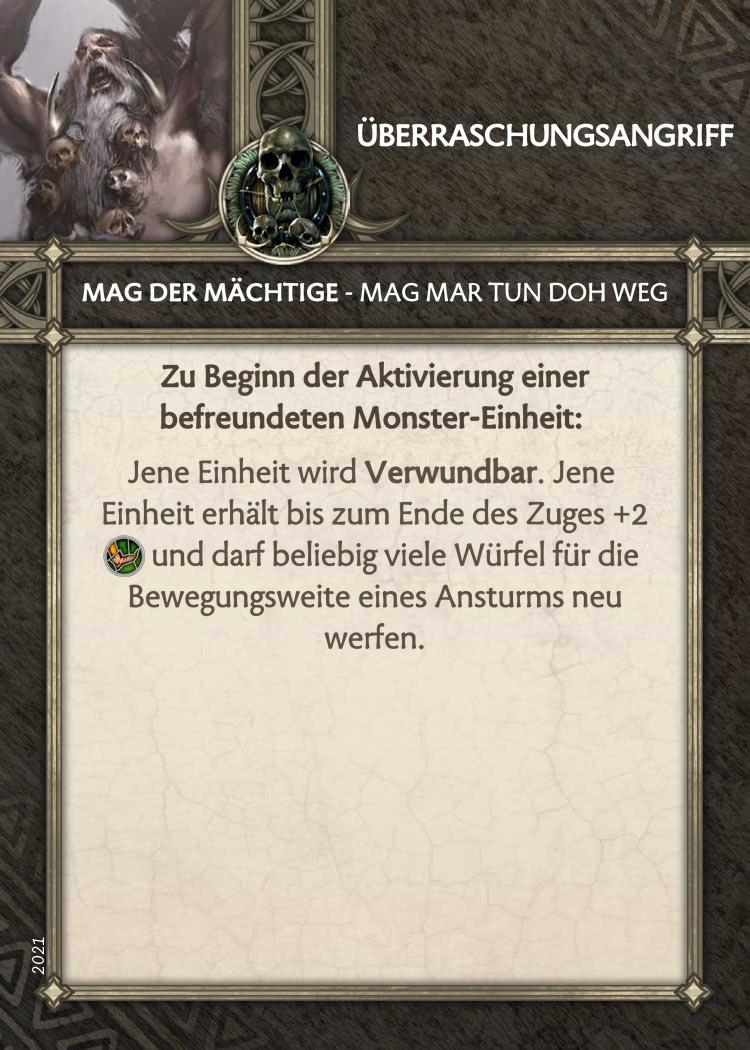 ÜBERRASCHUNGSANGRIFF
MAG DER MÄCHTIGE - MAG MAR TUN DOH WEG
Zu Beginn der Aktivierung einer
befreundeten Monster-Einheit:
Jene Einheit wird Verwundbar. Jene
Einheit erhält bis zum Ende des Zuges +2
und darf beliebig viele Würfel für die
Bewegungsweite eines Ansturms neu
werfen.
2021